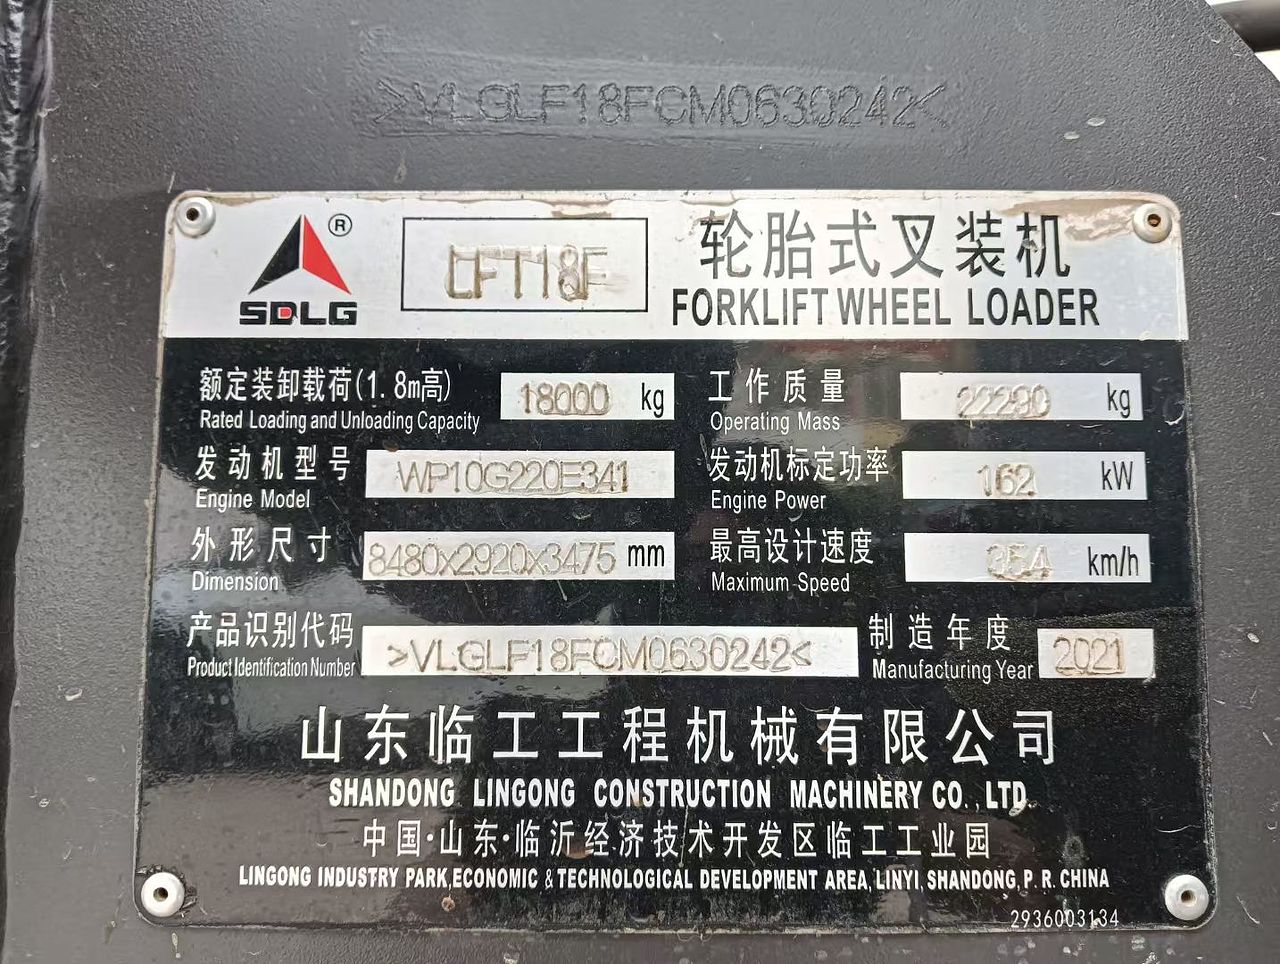 >VLGLF18FCM0630242<
®
SDLG
LFT18F
轮胎式叉装机
FORKLIFT WHEEL LOADER
额定装卸载荷(1.8m高) 18000 kg
Rated Loading and Unloading Capacity
工作质量 22290 kg
Operating Mass
发动机型号 WP10G220E341
Engine Model
发动机标定功率 162 kW
Engine Power
外形尺寸 8480x2920x3475 mm
Dimension
最高设计速度 km/h
Maximum Speed
产品识别代码 >VLGLF18FCM0630242<
Product Identification Number
制造年度 2021
Manufacturing Year
山东临工工程机械有限公司
SHANDONG LINGONG CONSTRUCTION MACHINERY CO.,LTD.
中国·山东·临沂经济技术开发区临工工业园
LINGONG INDUSTRY PARK,ECONOMIC & TECHNOLOGICAL DEVELOPMENT AREA, LINYI, SHANDONG, P. R. CHINA
2936003134